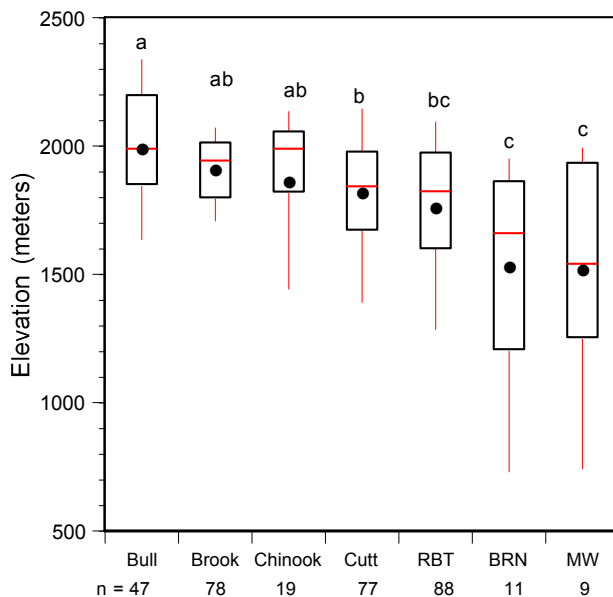 2500
a
ab
ab
b
bc
c
c
2000
1500
1000
500
Elevation (meters)
Bull Brook Chinook Cutt RBT BRN MW
n = 47 78 19 77 88 11 9